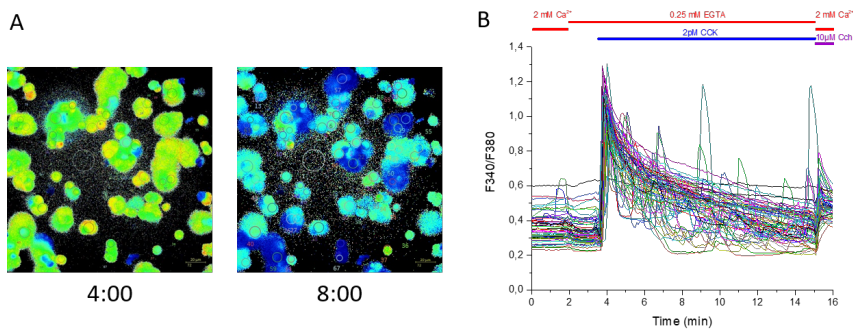 A
4:00
8:00
B
2 mM Ca²⁺
0.25 mM EGTA
2 mM Ca²⁺
2pM CCK
10µM Cch
F340/F380
1,4
1,2
1,0
0,8
0,6
0,4
0,2
0,0
0 2 4 6 8 10 12 14 16
Time (min)